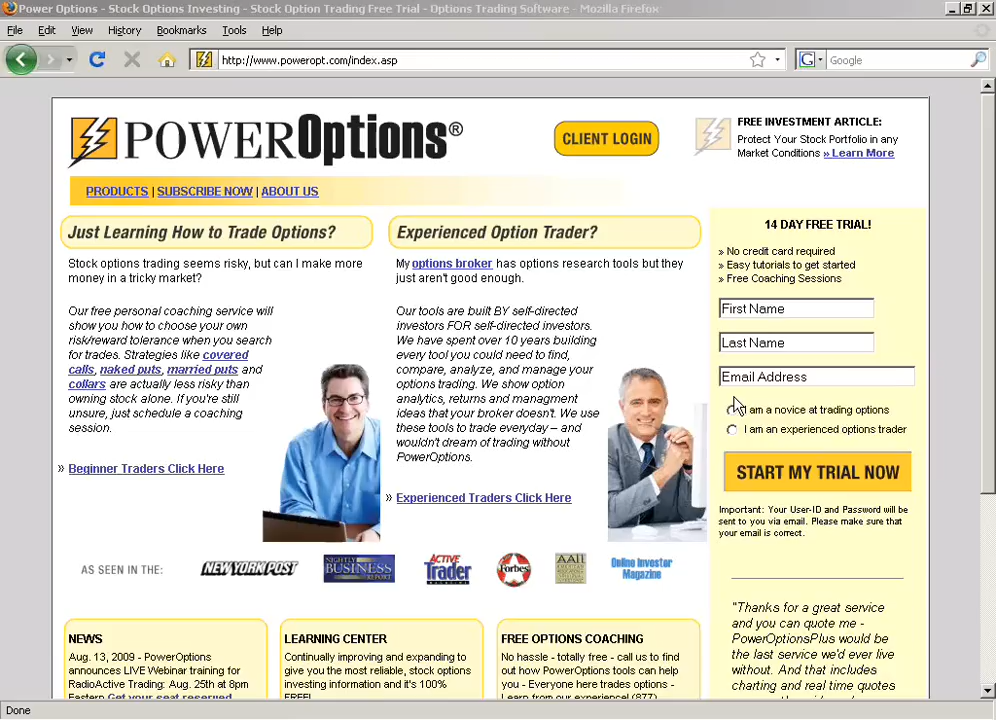 Power Options - Stock Options Investing - Stock Option Trading Free Trial - Options Trading Software - Mozilla Firefox
File Edit View History Bookmarks Tools Help
http://www.poweropt.com/index.asp
G Google
POWEROptions®
CLIENT LOGIN
FREE INVESTMENT ARTICLE:
Protect Your Stock Portfolio in any
Market Conditions » Learn More
PRODUCTS | SUBSCRIBE NOW | ABOUT US
Just Learning How to Trade Options?
Stock options trading seems risky, but can I make more
money in a tricky market?
Our free personal coaching service will
show you how to choose your own
risk/reward tolerance when you search
for trades. Strategies like covered
calls, naked puts, married puts and
collars are actually less risky than
owning stock alone. If you're still
unsure, just schedule a coaching
session.
» Beginner Traders Click Here
Experienced Option Trader?
My options broker has options research tools but they
just aren't good enough.
Our tools are built BY self-directed
investors FOR self-directed investors.
We have spent over 10 years building
every tool you could need to find,
compare, analyze, and manage your
options trading. We show option
analytics, returns and managment
ideas that your broker doesn't. We use
these tools to trade everyday – and
wouldn't dream of trading without
PowerOptions.
» Experienced Traders Click Here
14 DAY FREE TRIAL!
» No credit card required
» Easy tutorials to get started
» Free Coaching Sessions
First Name
Last Name
Email Address
I am a novice at trading options
I am an experienced options trader
START MY TRIAL NOW
Important: Your User-ID and Password will be
sent to you via email. Please make sure that
your email is correct.
"Thanks for a great service
and you can quote me -
PowerOptionsPlus would be
the last service we'd ever live
without. And that includes
charting and real time quotes
AS SEEN IN THE:
NEW YORK POST
NIGHTLY BUSINESS REPORT
ACTIVE Trader MAGAZINE
Forbes
AAII
Online Investor Magazine
NEWS
Aug. 13, 2009 - PowerOptions
announces LIVE Webinar training for
RadioActive Trading: Aug. 25th at 8pm
Eastern Get your seat reserved
LEARNING CENTER
Continually improving and expanding to
give you the most reliable, stock options
investing information and it's 100%
FREE!
FREE OPTIONS COACHING
No hassle - totally free - call us to find
out how PowerOptions tools can help
you - Everyone here trades options -
Learn from our experience! (877)
Done